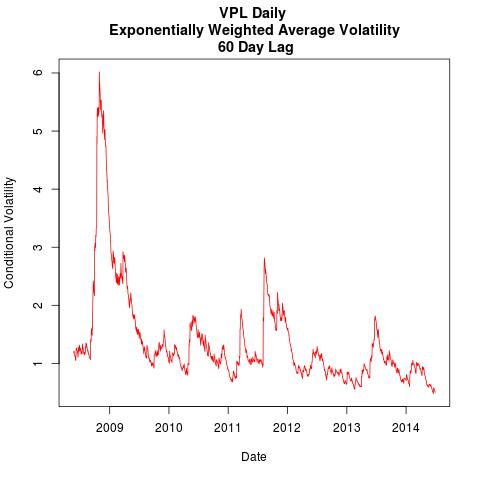 VPL Daily
Exponentially Weighted Average Volatility
60 Day Lag
Conditional Volatility
6
5
4
3
2
1
2009 2010 2011 2012 2013 2014
Date